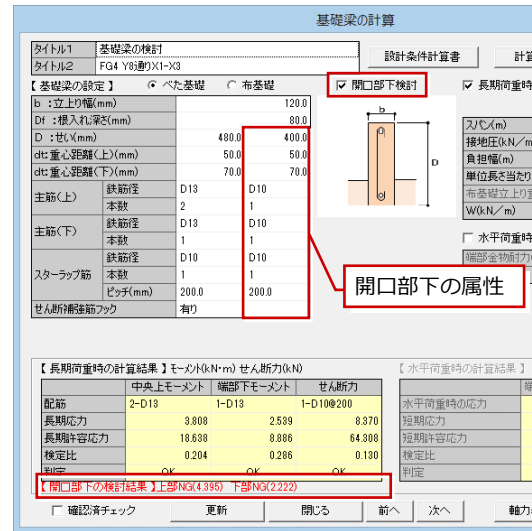 基礎梁の計算
タイトル1 基礎梁の検討
タイトル2 FG4 Y8通りX1-X3
設計条件計算書
【 基礎梁の設定 】 べた基礎 布基礎
開口部下検討
長期荷重時
b :立上り幅(mm) 120.0
Df :根入れ深さ(mm) 80.0
D :せい(mm) 480.0 400.0
dt:重心距離(上)(mm) 50.0 50.0
dt:重心距離(下)(mm) 70.0 70.0
主筋(上) 鉄筋径 D13 D10
本数 2 1
主筋(下) 鉄筋径 D13 D10
本数 1 1
スターラップ筋 鉄筋径 D10 D10
本数 1 1
ピッチ(mm) 200.0 200.0
せん断補強筋フック 有り
b
D
スパン(m)
接地圧(kN/m
負担幅(m)
単位長さ当たり
布基礎立上り重
W(kN/m)
水平荷重時
端部金物耐力
開口部下の属性
【 長期荷重時の計算結果 】モーメント(kN・m) せん断力(kN)
中央上モーメント 端部下モーメント せん断力
配筋 2-D13 1-D13 1-D10@200
長期応力 3.808 2.539 8.370
長期許容応力 18.638 8.886 64.308
検定比 0.204 0.286 0.130
判定 OK OK OK
【 水平荷重時の計算結果 】
水平荷重時の応力
短期応力
短期許容応力
検定比
判定
【 開口部下の検討結果 】上部NG(4.395) 下部NG(2.222)
確認済チェック 更新 閉じる 前へ 次へ 軸力